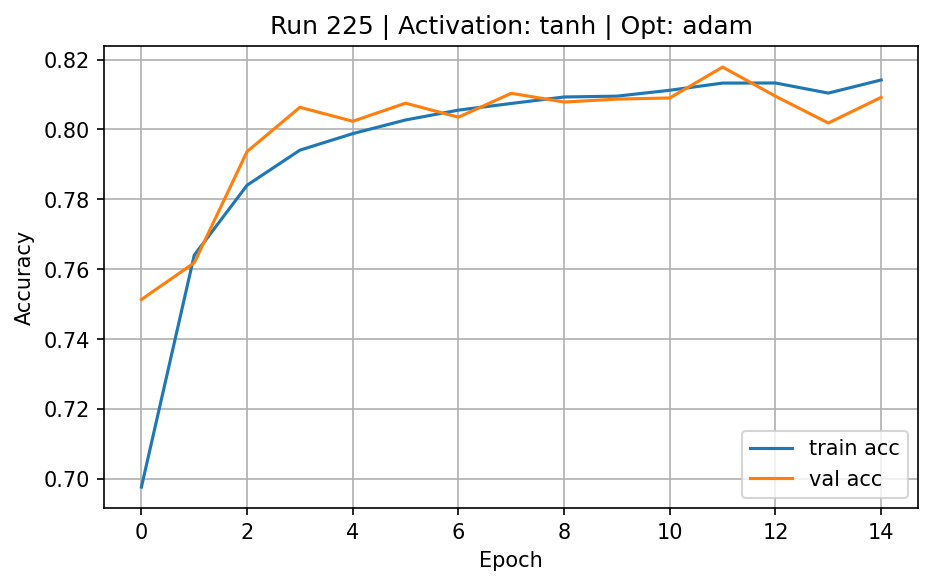 Run 225 | Activation: tanh | Opt: adam
0.82
0.80
0.78
0.76
0.74
0.72
0.70
Accuracy
train acc
val acc
0 2 4 6 8 10 12 14
Epoch